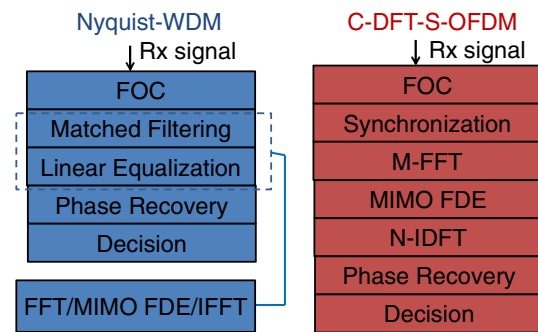 Nyquist-WDM
Rx signal
FOC
Matched Filtering
Linear Equalization
Phase Recovery
Decision
FFT/MIMO FDE/IFFT
C-DFT-S-OFDM
Rx signal
FOC
Synchronization
M-FFT
MIMO FDE
N-IDFT
Phase Recovery
Decision